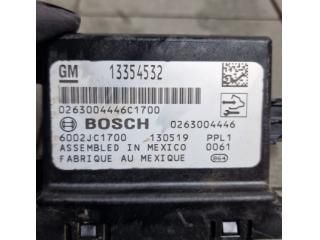 GM 13354532
0263004446C1700
BOSCH 0263004446
6002JC1700 130519 PPL1
ASSEMBLED IN MEXICO 0061
FABRIQUE AU MEXIQUE